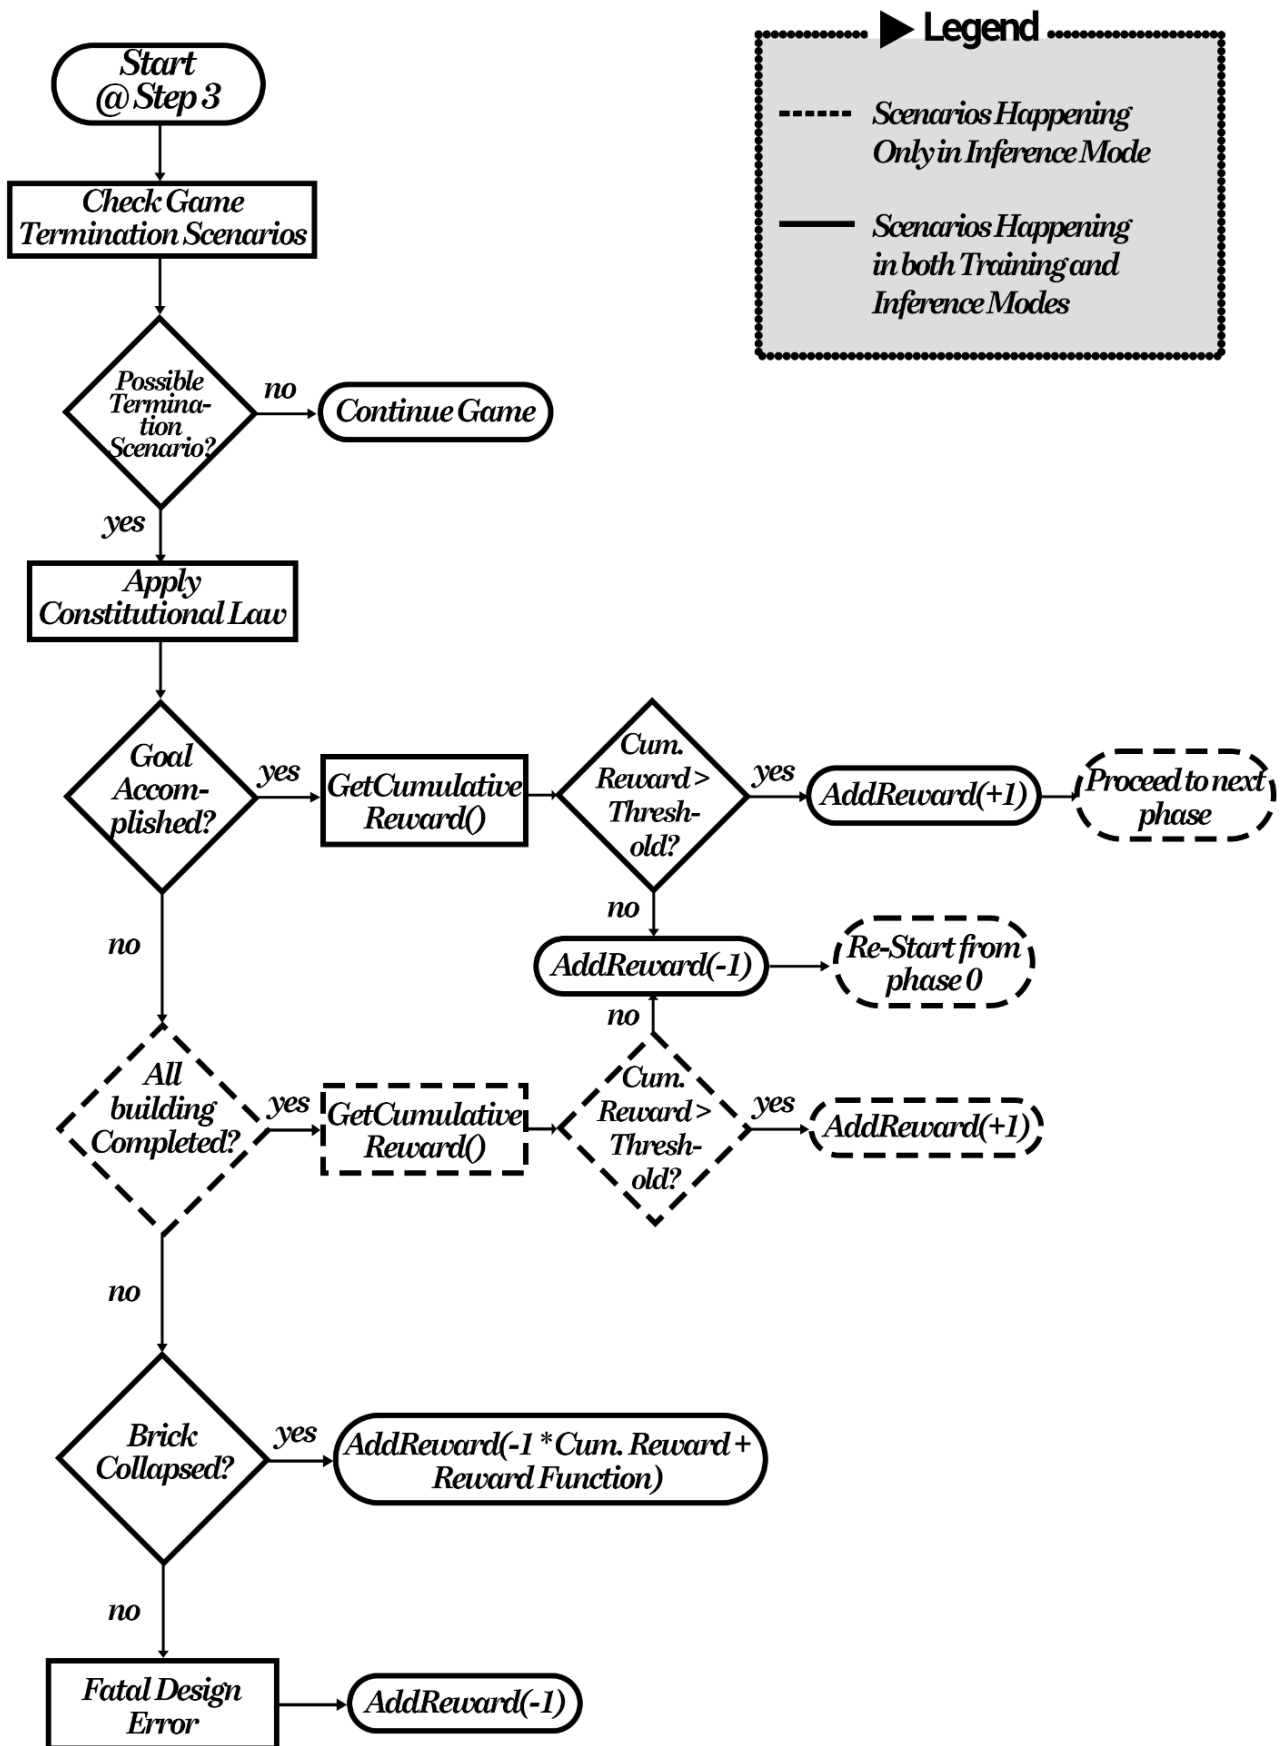 Start
@ Step 3
Legend
Scenarios Happening
Only in Inference Mode
Scenarios Happening
in both Training and
Inference Modes
Check Game
Termination Scenarios
Possible
Termina-
tion
Scenario?
no
Continue Game
yes
Apply
Constitutional Law
Goal
Accom-
plished?
yes
GetCumulative
Reward()
Cum.
Reward >
Thresh-
old?
yes
AddReward(+1)
Proceed to next
phase
no
no
AddReward(-1)
Re-Start from
phase 0
no
All
building
Completed?
yes
GetCumulative
Reward()
Cum.
Reward >
Thresh-
old?
yes
AddReward(+1)
no
Brick
Collapsed?
yes
AddReward(-1 * Cum. Reward +
Reward Function)
no
Fatal Design
Error
AddReward(-1)